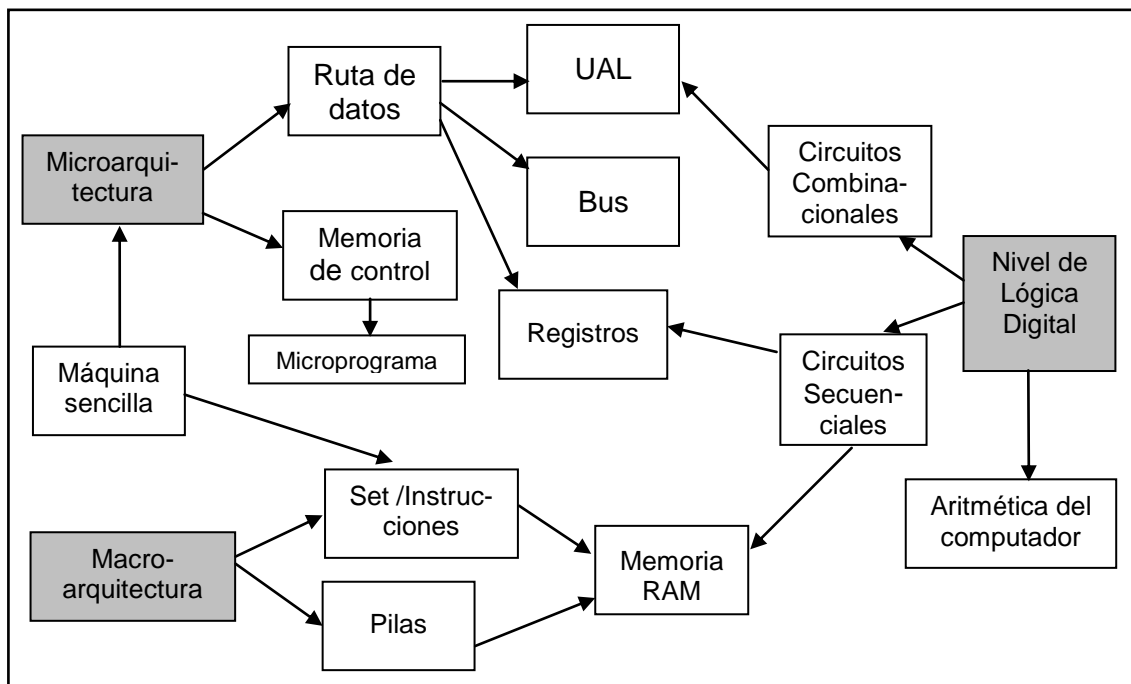 Ruta de
datos
UAL
Microarqui-
tectura
Circuitos
Combina-
cionales
Bus
Memoria
de control
Nivel de
Lógica
Digital
Registros
Microprograma
Máquina
sencilla
Circuitos
Secuen-
ciales
Set /Instruc-
ciones
Aritmética del
computador
Macro-
arquitectura
Memoria
RAM
Pilas